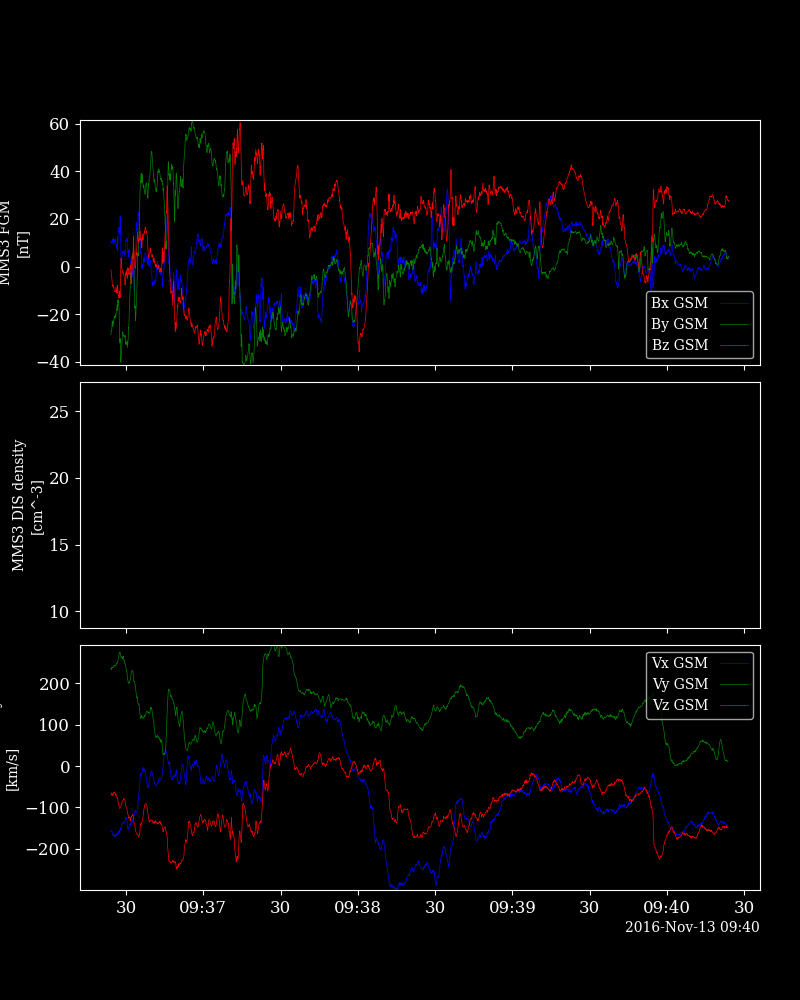 60
40
20
0
−20
−40
MMS3 FGM
[nT]
Bx GSM
By GSM
Bz GSM
25
20
15
10
MMS3 DIS density
[cm^-3]
200
100
0
−100
−200
[km/s]
Vx GSM
Vy GSM
Vz GSM
30 09:37 30 09:38 30 09:39 30 09:40 30
2016-Nov-13 09:40